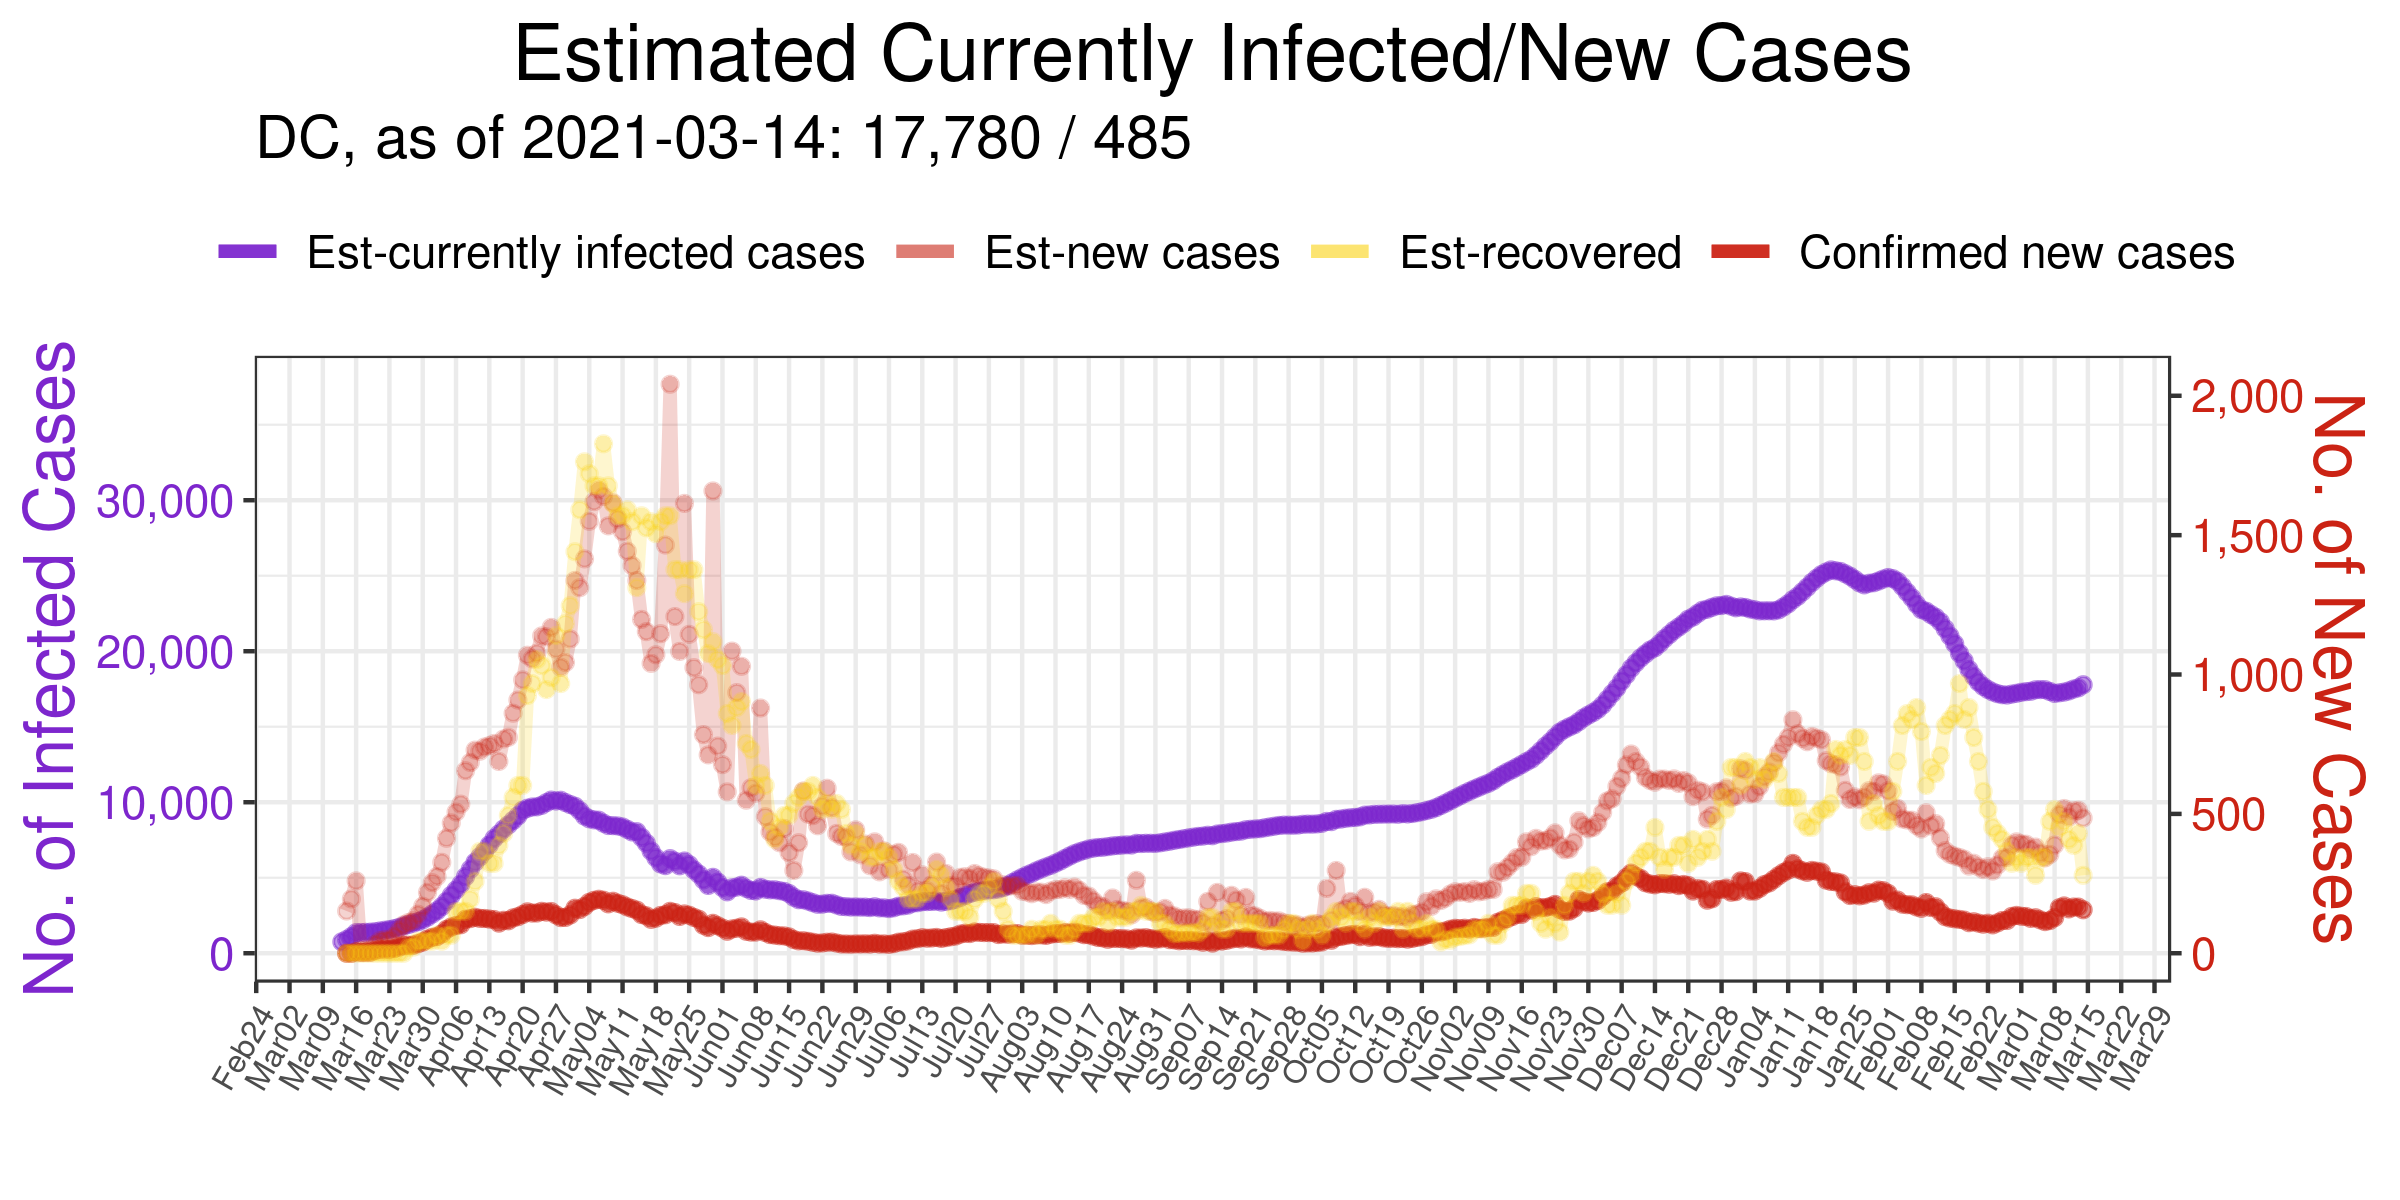 Estimated Currently Infected/New Cases
DC, as of 2021-03-14: 17,780 / 485
Est-currently infected cases Est-new cases Est-recovered Confirmed new cases
No. of Infected Cases
30,000
20,000
10,000
0
2,000
1,500
1,000
500
0
No. of New Cases
Feb24 Mar02 Mar09 Mar16 Mar23 Mar30 Apr06 Apr13 Apr20 Apr27 May04 May11 May18 May25 Jun01 Jun08 Jun15 Jun22 Jun29 Jul06 Jul13 Jul20 Jul27 Aug03 Aug10 Aug17 Aug24 Aug31 Sep07 Sep14 Sep21 Sep28 Oct05 Oct12 Oct19 Oct26 Nov02 Nov09 Nov16 Nov23 Nov30 Dec07 Dec14 Dec21 Dec28 Jan04 Jan11 Jan18 Jan25 Feb01 Feb08 Feb15 Feb22 Mar01 Mar08 Mar15 Mar22 Mar29